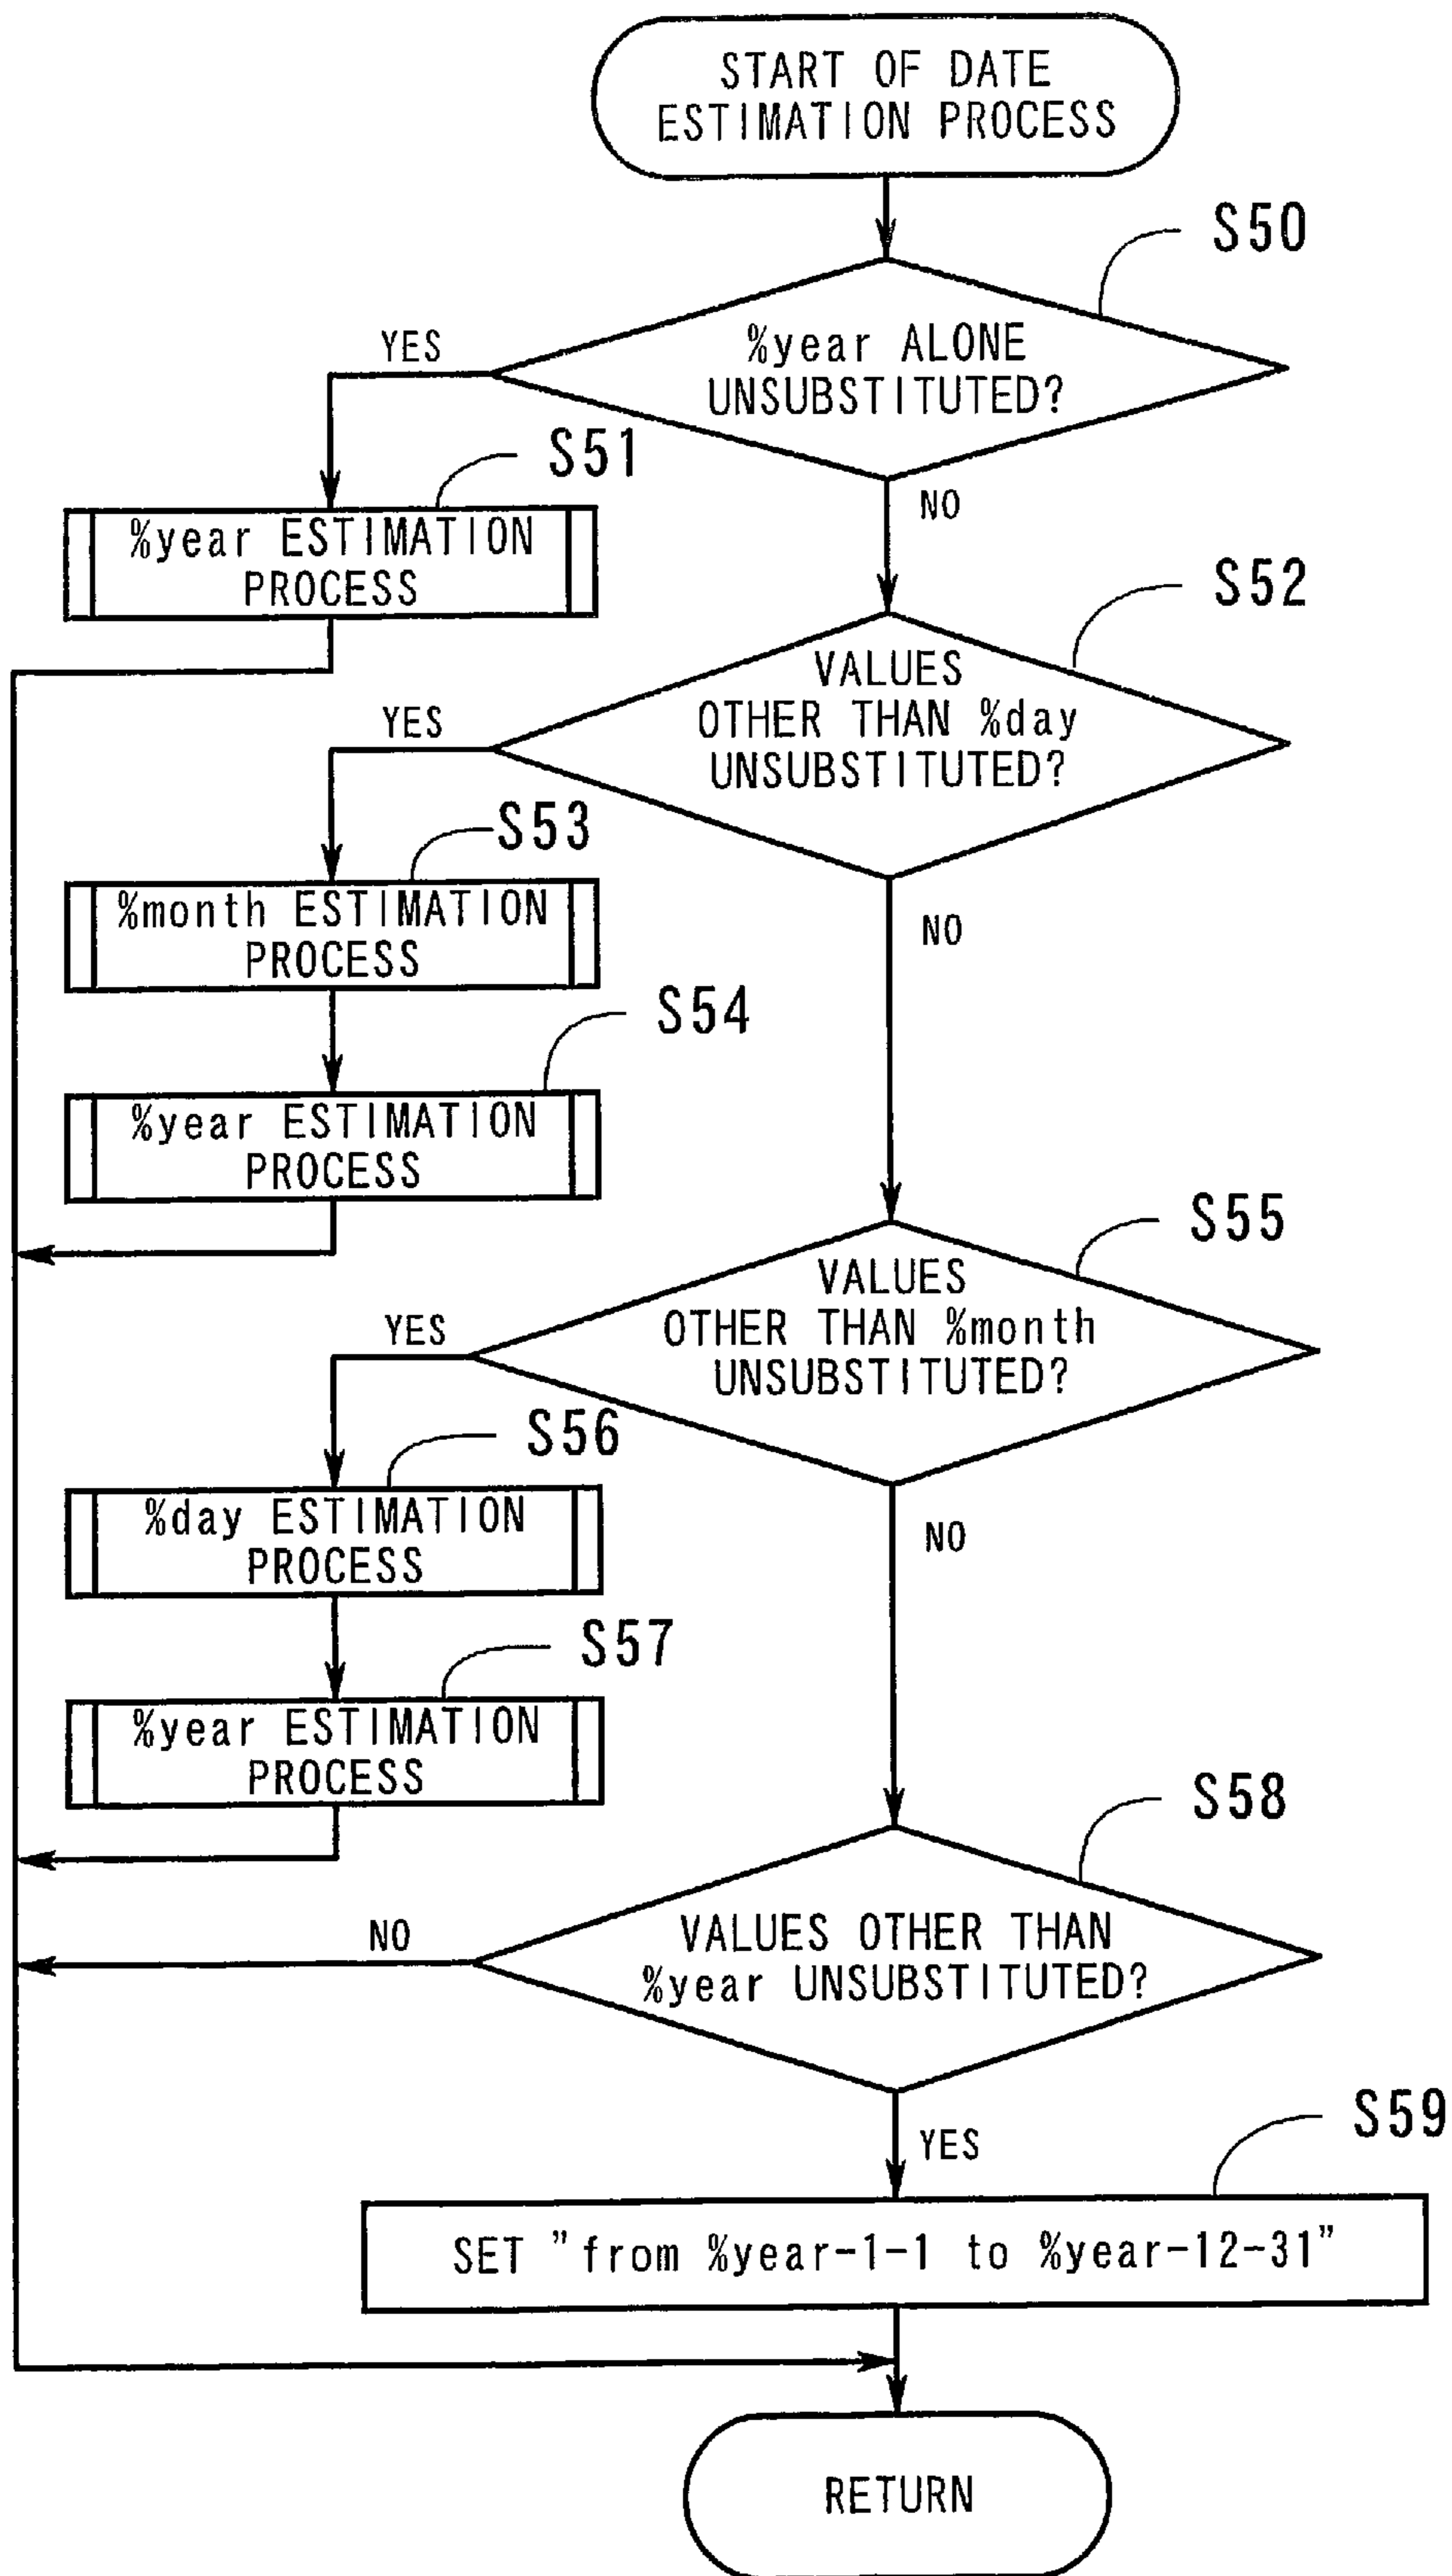 START OF DATE
ESTIMATION PROCESS
S50
%year ALONE
UNSUBSTITUTED?
YES
NO
S51
%year ESTIMATION
PROCESS
S52
VALUES
OTHER THAN %day
UNSUBSTITUTED?
YES
NO
S53
%month ESTIMATION
PROCESS
S54
%year ESTIMATION
PROCESS
S55
VALUES
OTHER THAN %month
UNSUBSTITUTED?
YES
NO
S56
%day ESTIMATION
PROCESS
S57
%year ESTIMATION
PROCESS
S58
VALUES OTHER THAN
%year UNSUBSTITUTED?
NO
YES
S59
SET "from %year-1-1 to %year-12-31"
RETURN